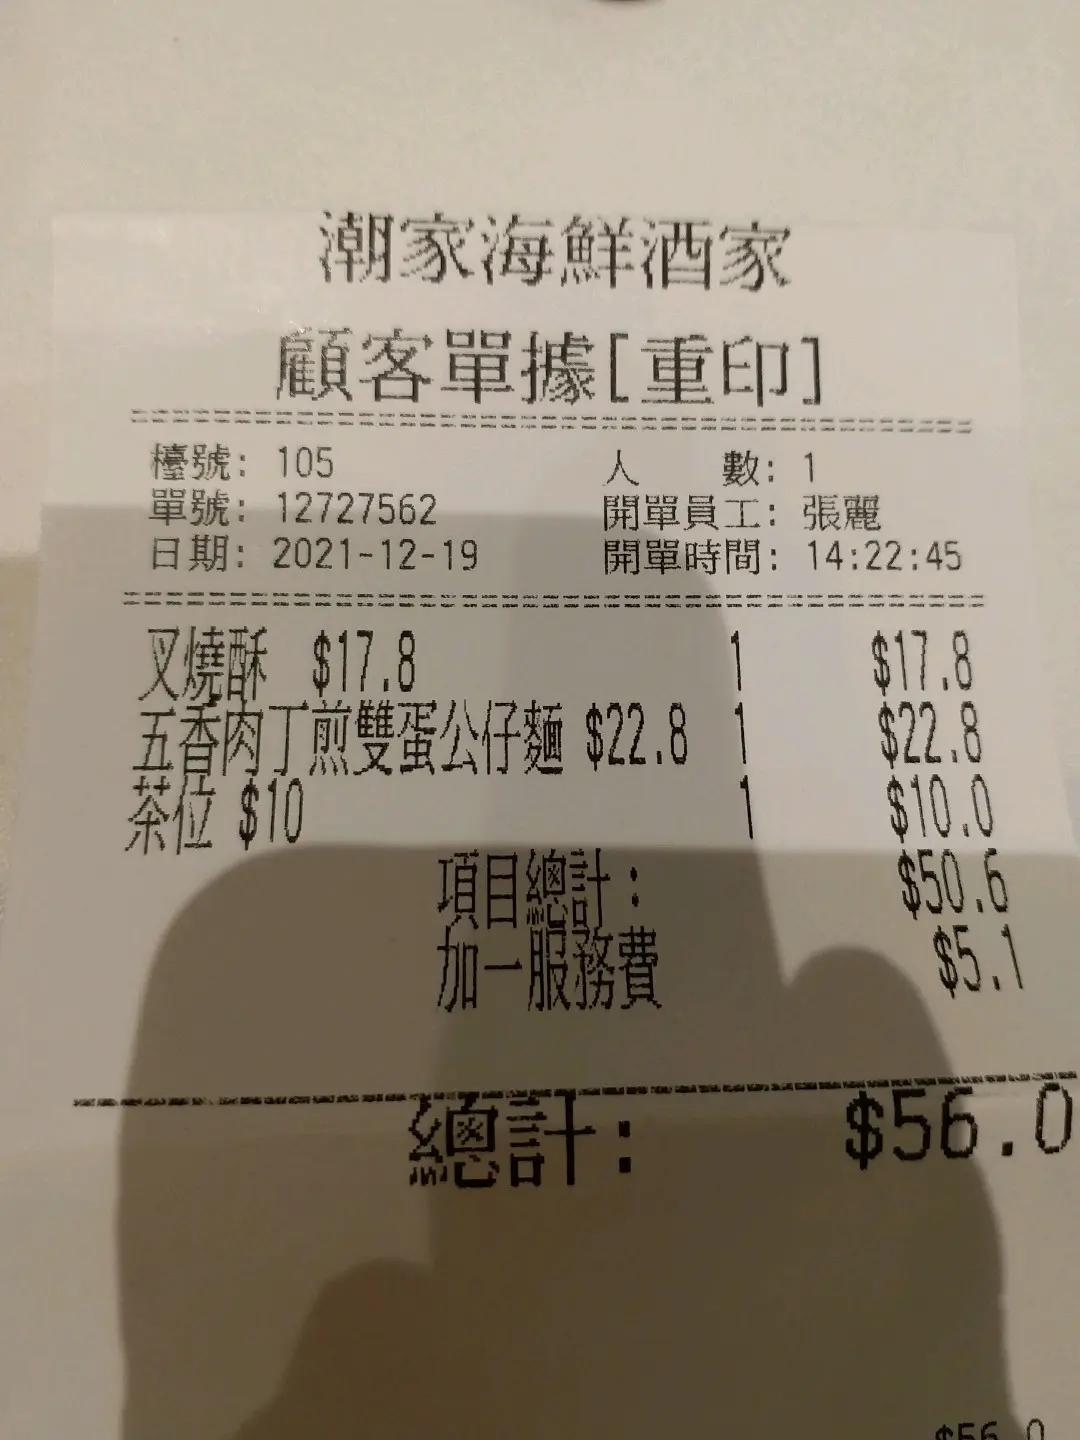 潮家海鮮酒家
顧客單據[重印]
檯號: 105 人數: 1
單號: 12727562 開單員工: 張麗
日期: 2021-12-19 開單時間: 14:22:45
叉燒酥 $17.8 1 $17.8
五香肉丁煎雙蛋公仔麵 $22.8 1 $22.8
茶位 $10 1 $10.0
項目總計: $50.6
加一服務費 $5.1
總計: $56.0
$56.0